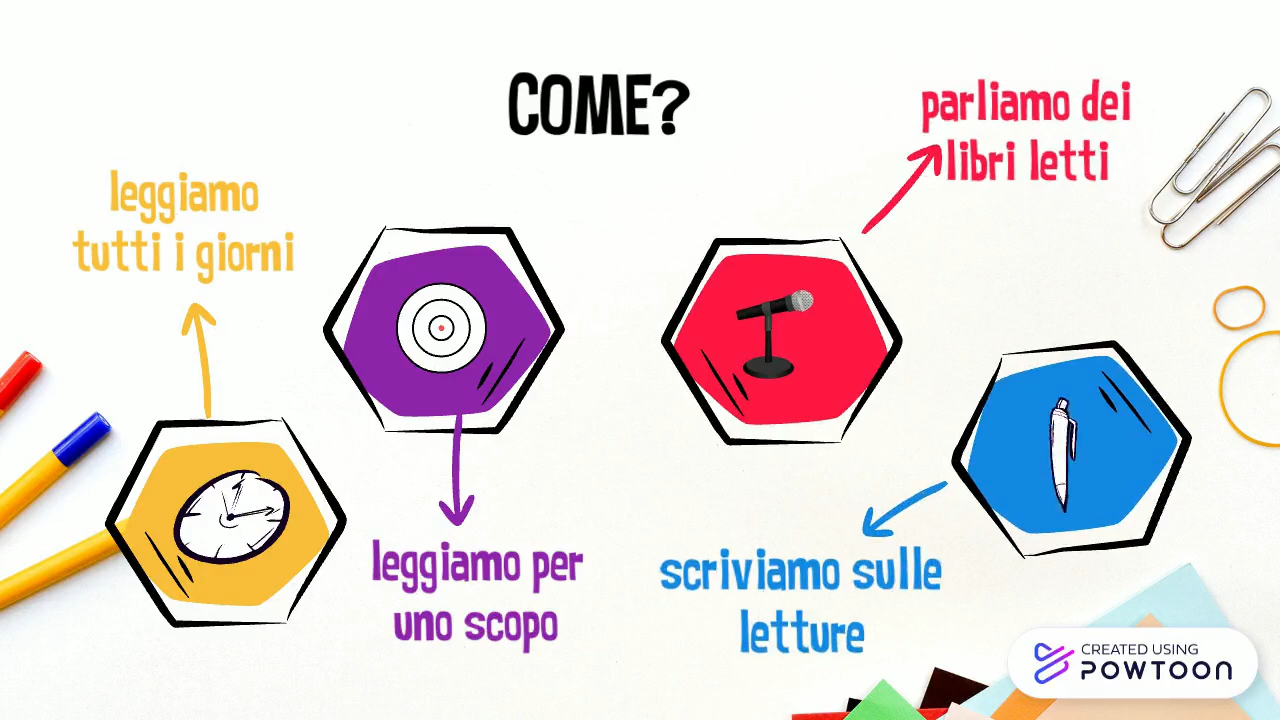 COME?
leggiamo
tutti i giorni
leggiamo per
uno scopo
parliamo dei
libri letti
scriviamo sulle
letture
CREATED USING
POWTOON